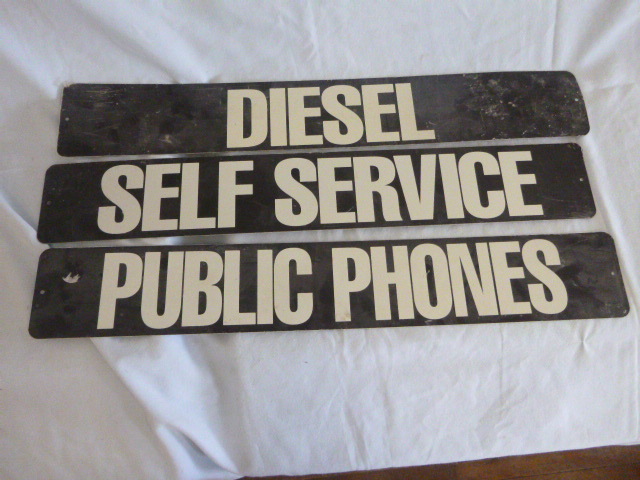 DIESEL
SELF SERVICE
PUBLIC PHONES